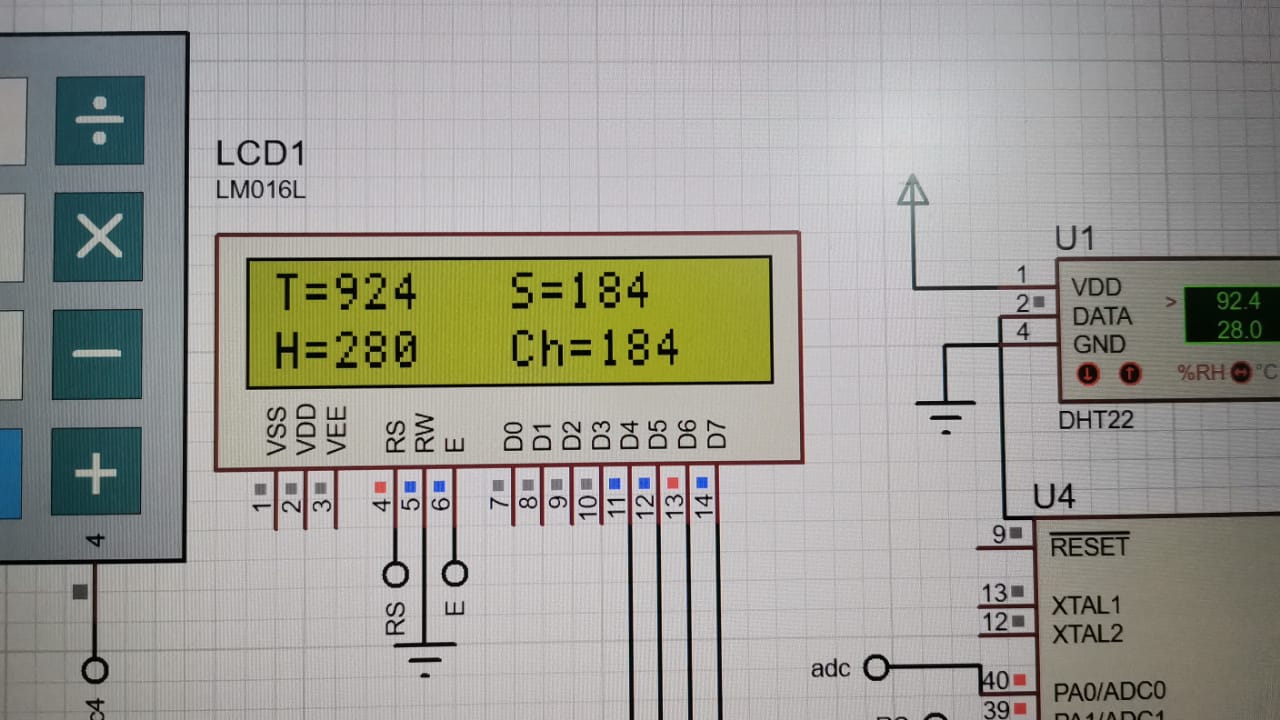 ÷
×
−
+
4
c4
LCD1
LM016L
T=924 S=184
H=280 Ch=184
VSS VDD VEE RS RW E D0 D1 D2 D3 D4 D5 D6 D7
1 2 3 4 5 6 7 8 9 10 11 12 13 14
RS E
U1
1 VDD
2 DATA
4 GND
> 92.4
28.0
%RH °C
DHT22
U4
9 RESET
13 XTAL1
12 XTAL2
adc
40 PA0/ADC0
39 PA1/ADC1